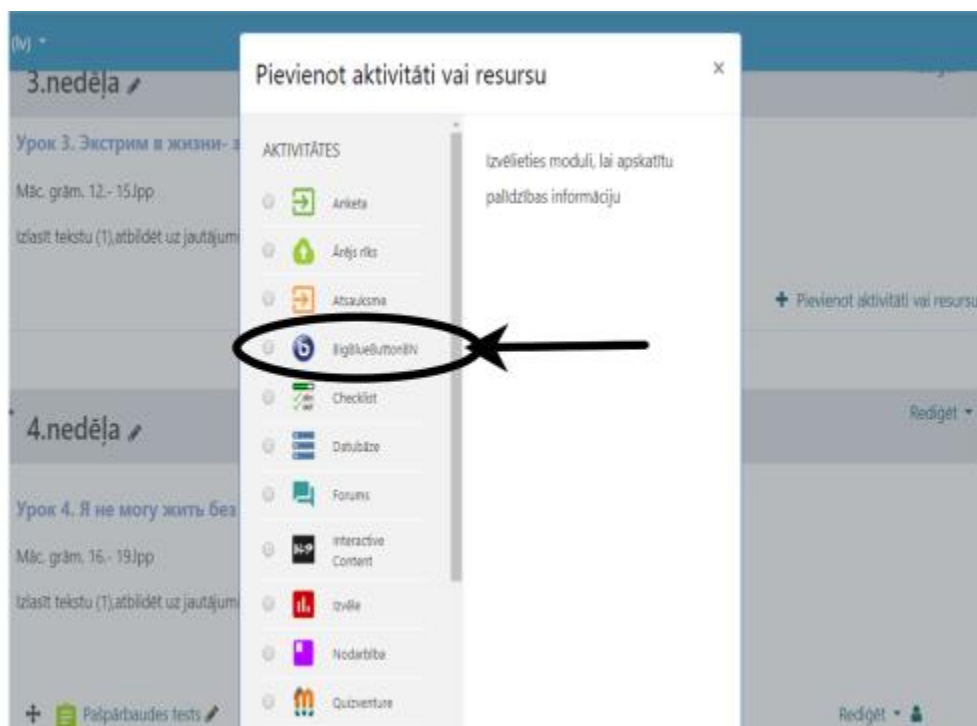 (lv)
3.nedēļa
Урок 3. Экстрим в жизни- з
Māc. grām. 12.- 15.lpp
Izlasīt tekstu (1),atbildēt uz jautājum
Pievienot aktivitāti vai resursu
4.nedēļa
Rediģēt
Урок 4. Я не могу жить без
Māc. grām. 16.- 19.lpp
Izlasīt tekstu (1),atbildēt uz jautājum
Pašpārbaudes tests
Rediģēt
Pievienot aktivitāti vai resursu
×
AKTIVITĀTES
Anketa
Ārējs rīks
Atsauksme
BigBlueButtonBN
Checklist
Datubāze
Forums
H-P
Interactive
Content
Izvēle
Nodarbība
Quizventure
Izvēlieties moduli, lai apskatītu
palīdzības informāciju